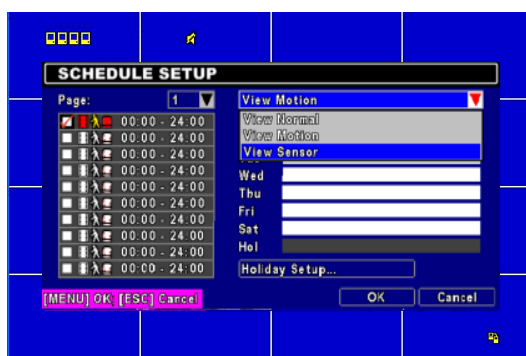 SCHEDULE SETUP
Page: 1
View Motion
View Normal
View Motion
View Sensor
00:00 - 24:00
00:00 - 24:00
00:00 - 24:00
00:00 - 24:00
00:00 - 24:00
00:00 - 24:00
00:00 - 24:00
00:00 - 24:00
00:00 - 24:00
00:00 - 24:00
Wed
Thu
Fri
Sat
Hol
Holiday Setup...
[MENU] OK, [ESC] Cancel
OK
Cancel